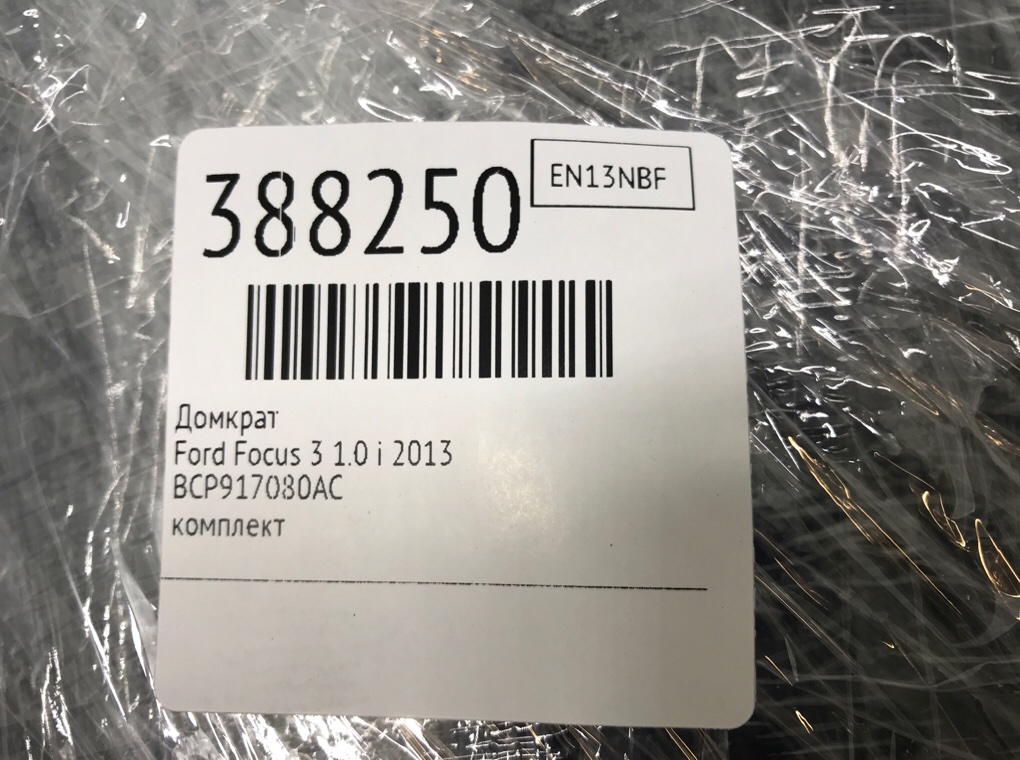 388250
EN13NBF
Домкрат
Ford Focus 3 1.0 i 2013
BCP917080AC
комплект